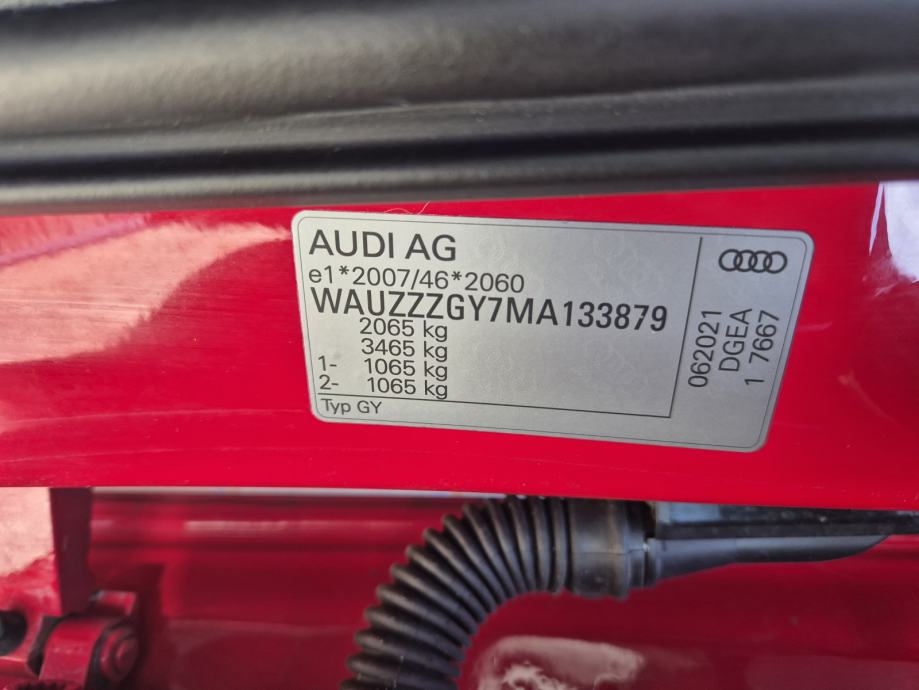 AUDI AG
e1*2007/46*2060
WAUZZZGY7MA133879
2065 kg
3465 kg
1- 1065 kg
2- 1065 kg
Typ GY
062021
DGEA
1 7667